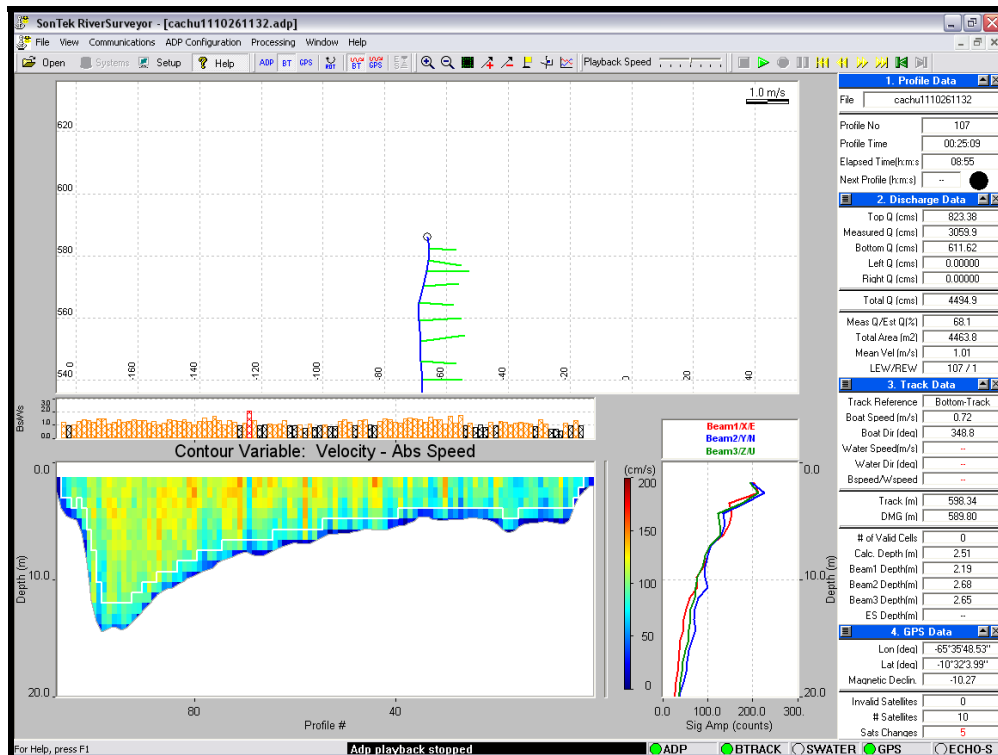 SonTek RiverSurveyor - [cachu1110261132.adp]
File View Communications ADP Configuration Processing Window Help
Open Systems Setup Help ADP BT GPS BT GPS Playback Speed
1.0 m/s
620
600
580
560
540
-160 -140 -120 -100 -80 -60 -40 -20 0 20 40
Bs/Ws
3.0
2.0
1.0
0.0
Contour Variable: Velocity - Abs Speed
0.0
10.0
20.0
Depth (m)
80 40
Profile #
(cm/s)
200
150
100
50
0
Beam1/X/E
Beam2/Y/N
Beam3/Z/U
0.0
10.0
20.0
Depth (m)
0.0 100.0 200.0 300.
Sig Amp (counts)
1. Profile Data
File cachu1110261132
Profile No 107
Profile Time 00:25:09
Elapsed Time(h:m:s 08:55
Next Profile (h:m:s) --
2. Discharge Data
Top Q (cms) 823.38
Measured Q (cms) 3059.9
Bottom Q (cms) 611.62
Left Q (cms) 0.00000
Right Q (cms) 0.00000
Total Q (cms) 4494.9
Meas Q/Est Q(%) 68.1
Total Area (m2) 4463.8
Mean Vel (m/s) 1.01
LEW/REW 107 / 1
3. Track Data
Track Reference Bottom-Track
Boat Speed (m/s) 0.72
Boat Dir (deg) 348.8
Water Speed(m/s) --
Water Dir (deg) --
Bspeed/Wspeed --
Track (m) 598.34
DMG (m) 589.80
# of Valid Cells 0
Calc. Depth (m) 2.51
Beam1 Depth(m) 2.19
Beam2 Depth(m) 2.68
Beam3 Depth(m) 2.65
ES Depth(m) --
4. GPS Data
Lon (deg) -65°35'48.53"
Lat (deg) -10°32'3.99"
Magnetic Declin. -10.27
Invalid Satellites 0
# Satellites 10
Sats Changes 5
For Help, press F1 Adp playback stopped ADP BTRACK SWATER GPS ECHO-S